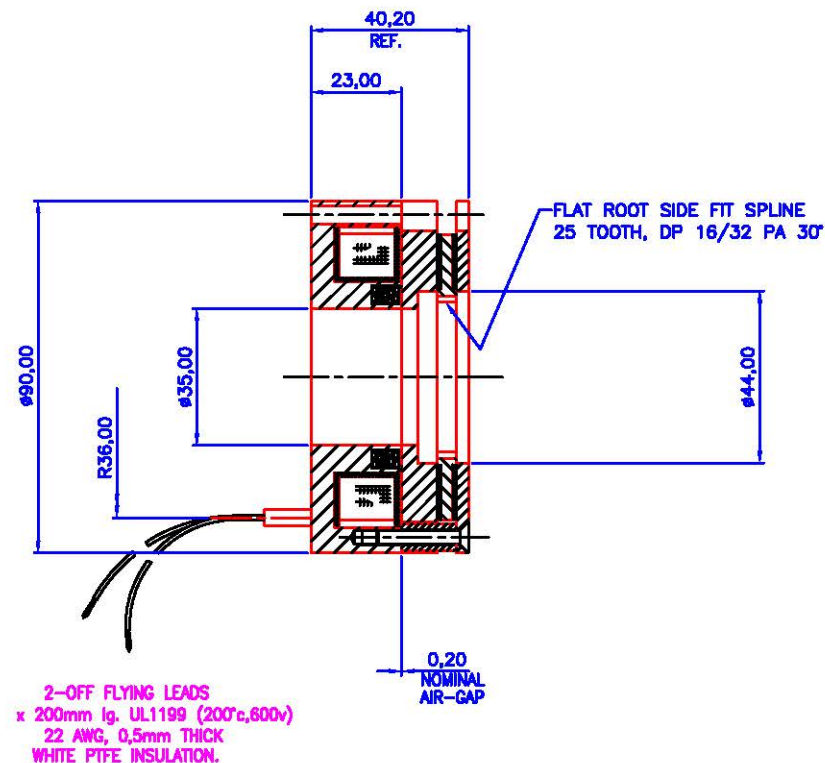 40,20
REF.
23,00
FLAT ROOT SIDE FIT SPLINE
25 TOOTH, DP 16/32 PA 30°
ø90,00
ø35,00
R36,00
ø44,00
0,20
NOMINAL
AIR-GAP
2-OFF FLYING LEADS
x 200mm lg. UL1199 (200°c,600v)
22 AWG, 0,5mm THICK
WHITE PTFE INSULATION.